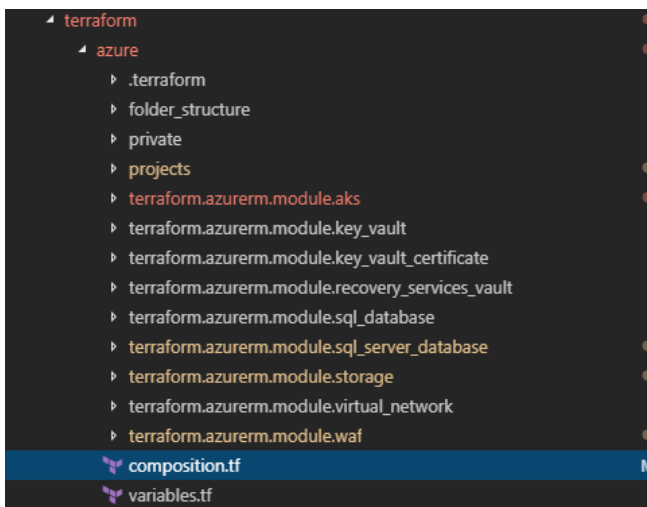 terraform
azure
.terraform
folder_structure
private
projects
terraform.azurerm.module.aks
terraform.azurerm.module.key_vault
terraform.azurerm.module.key_vault_certificate
terraform.azurerm.module.recovery_services_vault
terraform.azurerm.module.sql_database
terraform.azurerm.module.sql_server_database
terraform.azurerm.module.storage
terraform.azurerm.module.virtual_network
terraform.azurerm.module.waf
composition.tf M
variables.tf